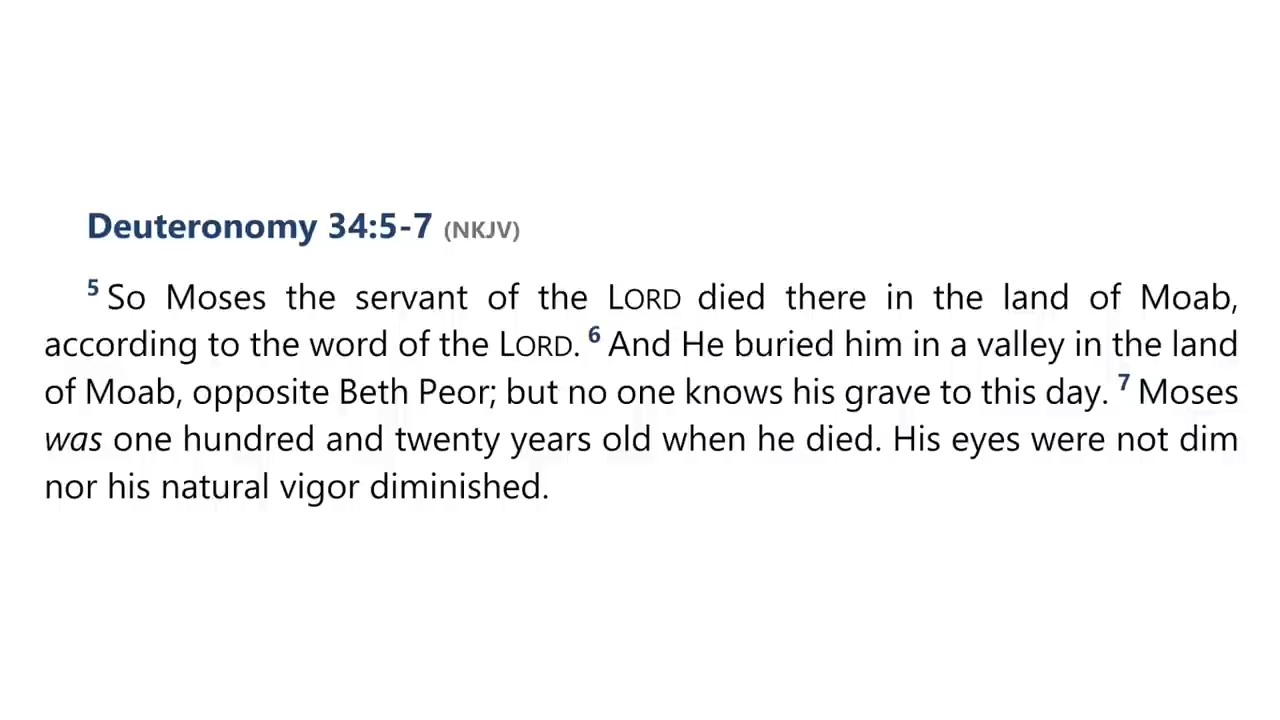 Deuteronomy 34:5-7 (NKJV)
5 So Moses the servant of the LORD died there in the land of Moab,
according to the word of the LORD. 6 And He buried him in a valley in the land
of Moab, opposite Beth Peor; but no one knows his grave to this day. 7 Moses
was one hundred and twenty years old when he died. His eyes were not dim
nor his natural vigor diminished.